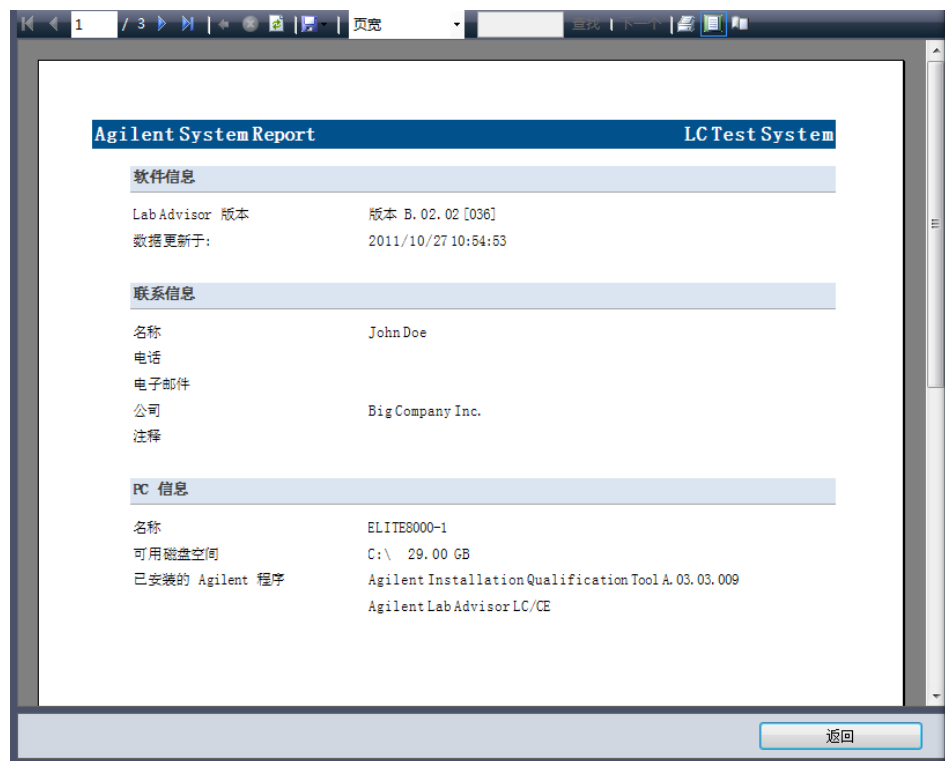 1 / 3 页宽 查找 | 下一个
Agilent System Report LC Test System
软件信息
Lab Advisor 版本 版本 B.02.02 [036]
数据更新于: 2011/10/27 10:54:53
联系信息
名称 John Doe
电话
电子邮件
公司 Big Company Inc.
注释
PC 信息
名称 ELITE8000-1
可用磁盘空间 C:\ 29.00 GB
已安装的 Agilent 程序 Agilent Installation Qualification Tool A.03.03.009
Agilent Lab Advisor LC/CE
返回